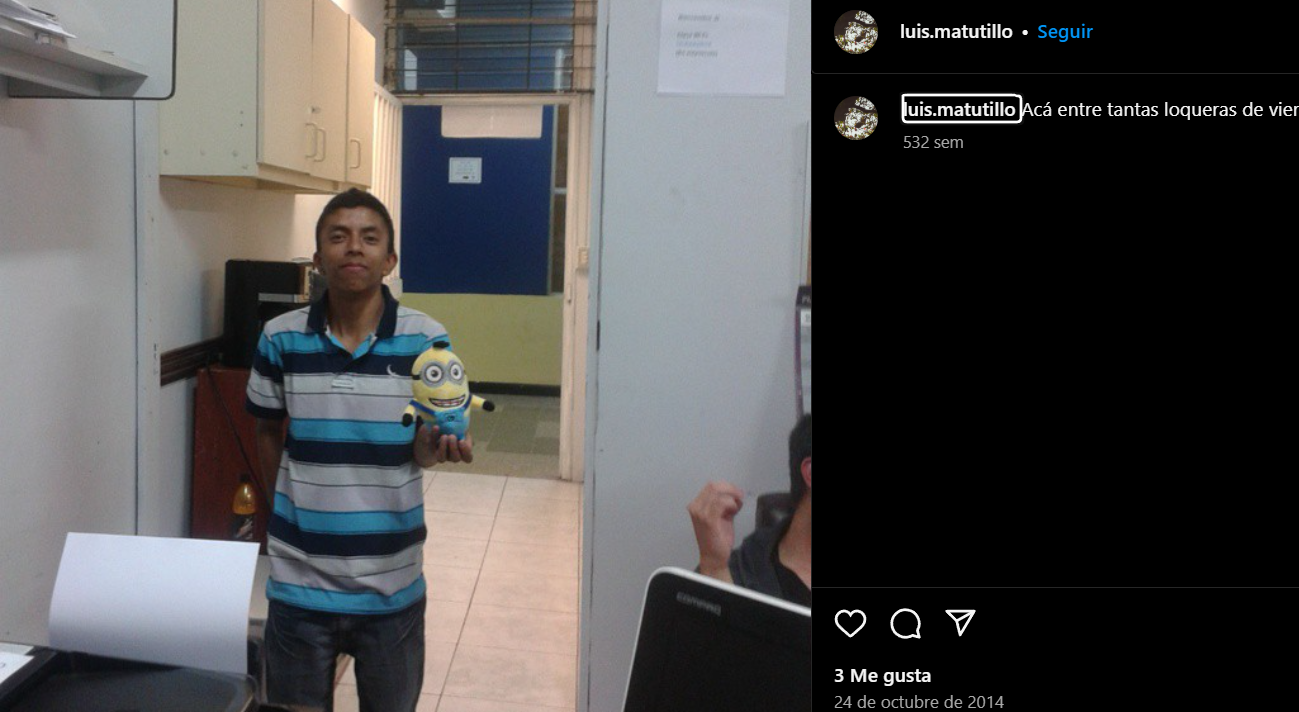 luis.matutillo • Seguir
luis.matutillo Acá entre tantas loqueras de vier
532 sem
COMPAQ
3 Me gusta
24 de octubre de 2014